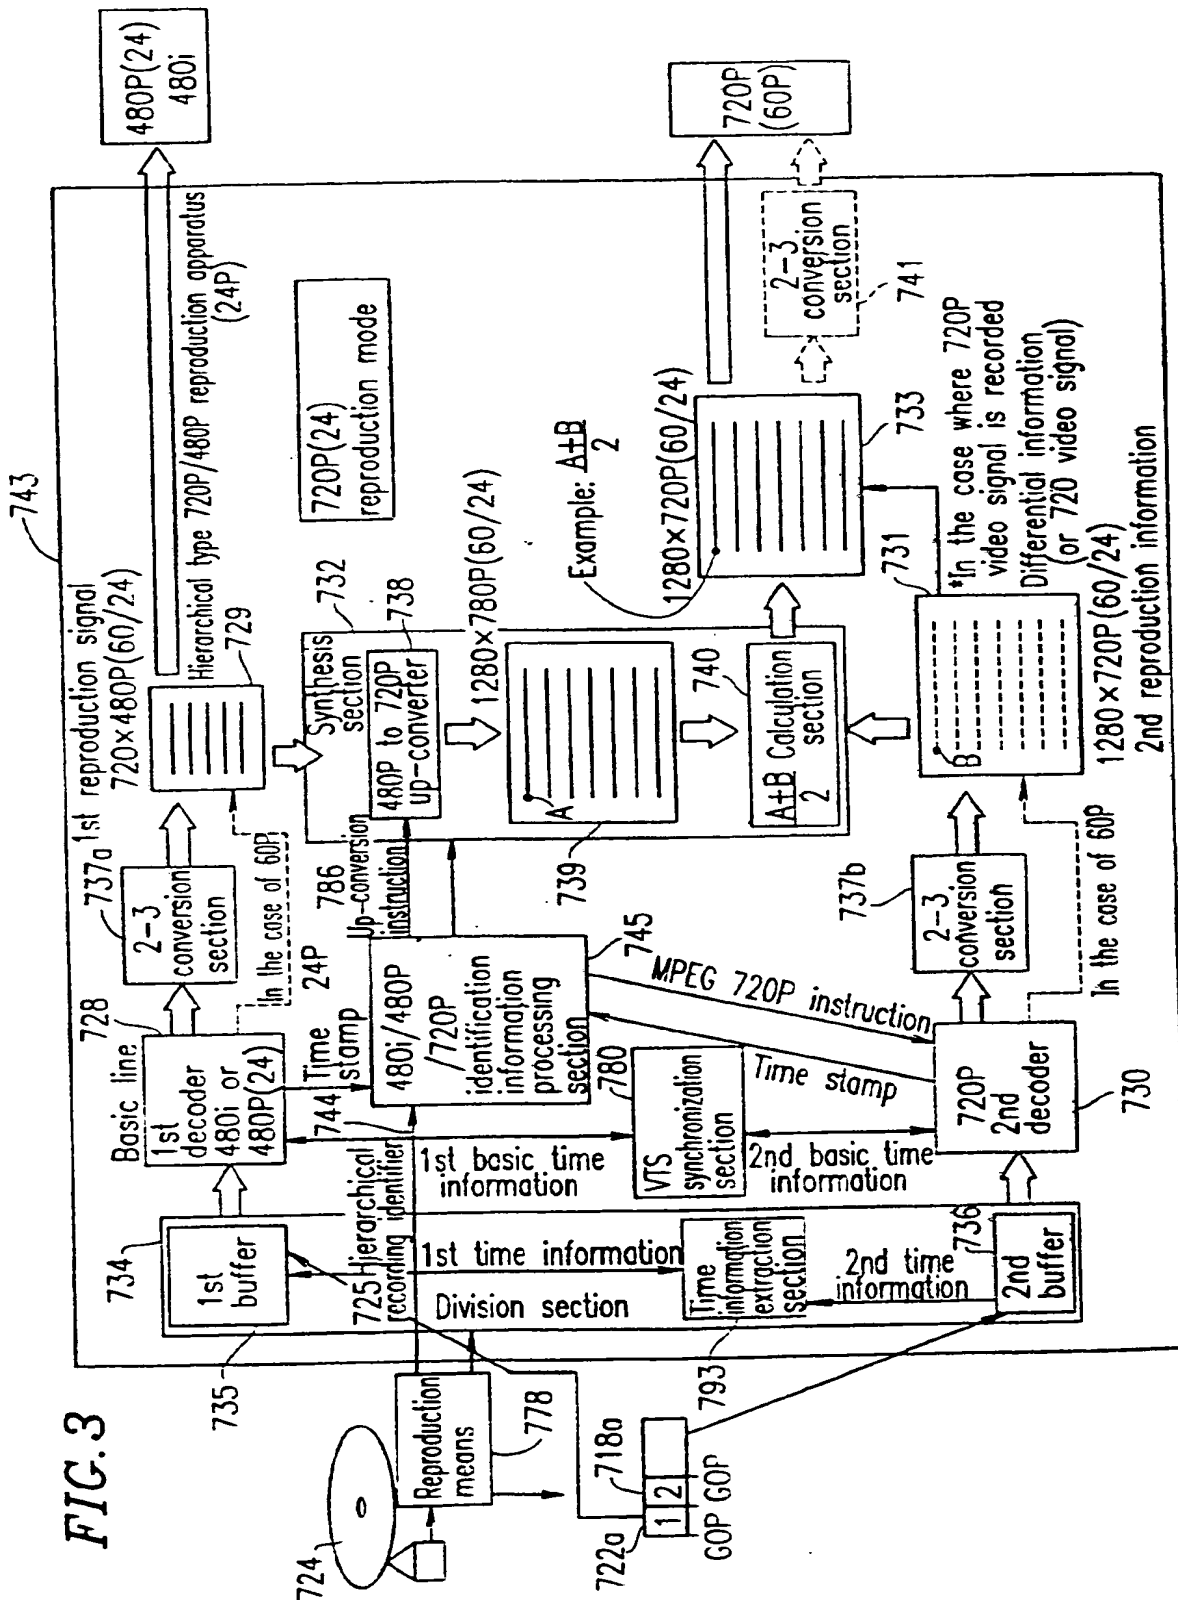 FIG. 3
743
480P(24)
480i
1st reproduction signal
720×480P(60/24)
729
Hierarchical type 720P/480P reproduction apparatus
(24P)
720P(24)
reproduction mode
737a
2-3
conversion
section
In the case of 60P
24P
Basic line
728
1st
decoder
480i or
480P(24)
Time
stamp
744
734
1st
buffer
735
725
Hierarchical
recording identifier
Division section
1st time information
Time
information
extraction
section
793
2nd time
information
736
2nd
buffer
1st basic time
information
780
VTS
synchronization
section
2nd basic time
information
480i/480P
/720P
identification
information
processing
section
745
MPEG 720P instruction
Time stamp
720P
2nd
decoder
730
786
Up-conversion
instruction
Synthesis
section
732
480P to 720P
up-converter
738
1280×780P(60/24)
A
739
740
A+B
2
Calculation
section
Example: A+B
2
1280×720P(60/24)
733
2-3
conversion
section
741
720P
(60P)
737b
2-3
conversion
section
In the case of 60P
731
B
*In the case where 720P
video signal is recorded
Differential information
(or 720 video signal)
1280×720P(60/24)
2nd reproduction information
724
Reproduction
means
778
722a
718a
1
2
GOP GOP